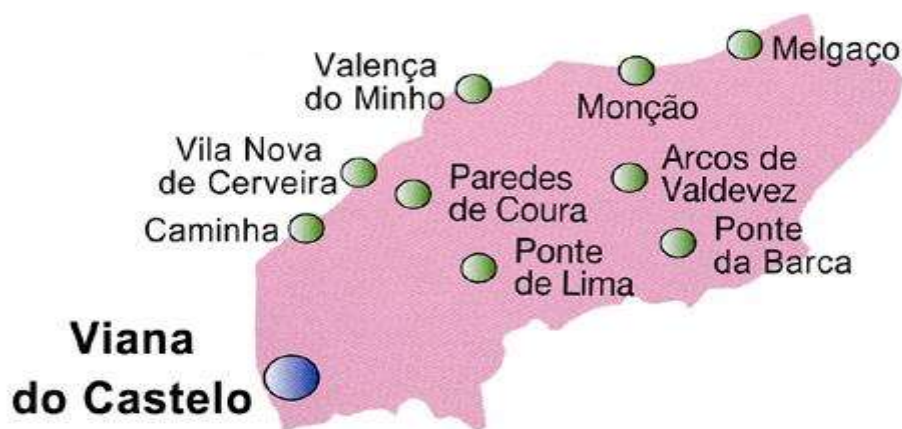 Melgaço
Valença
do Minho
Monção
Vila Nova
de Cerveira
Paredes
de Coura
Arcos de
Valdevez
Caminha
Ponte
de Lima
Ponte
da Barca
Viana
do Castelo